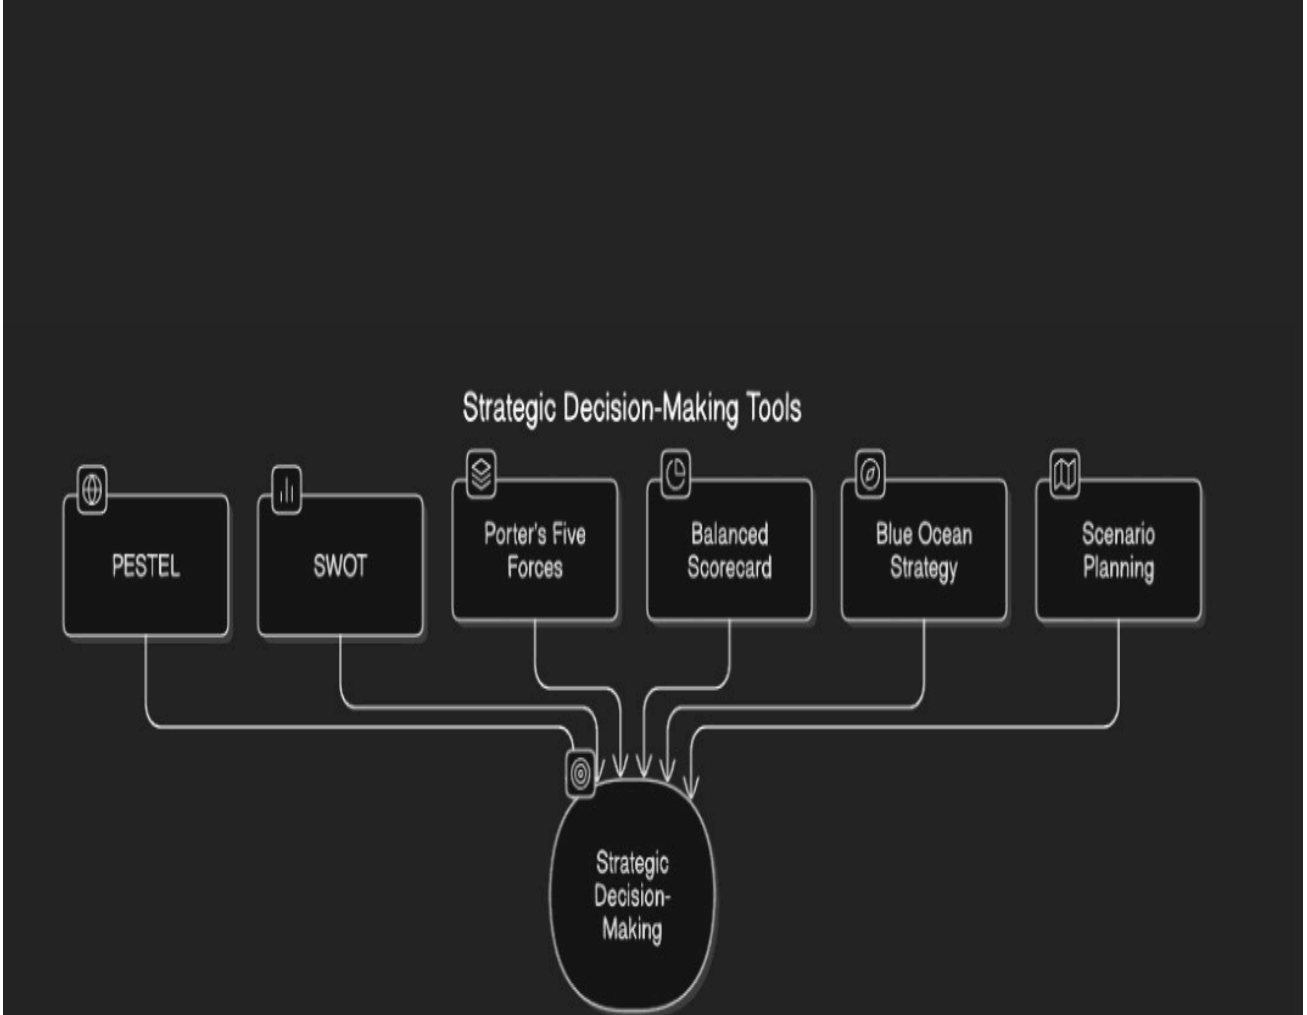 Strategic Decision-Making Tools
PESTEL
SWOT
Porter's Five
Forces
Balanced
Scorecard
Blue Ocean
Strategy
Scenario
Planning
Strategic
Decision-
Making